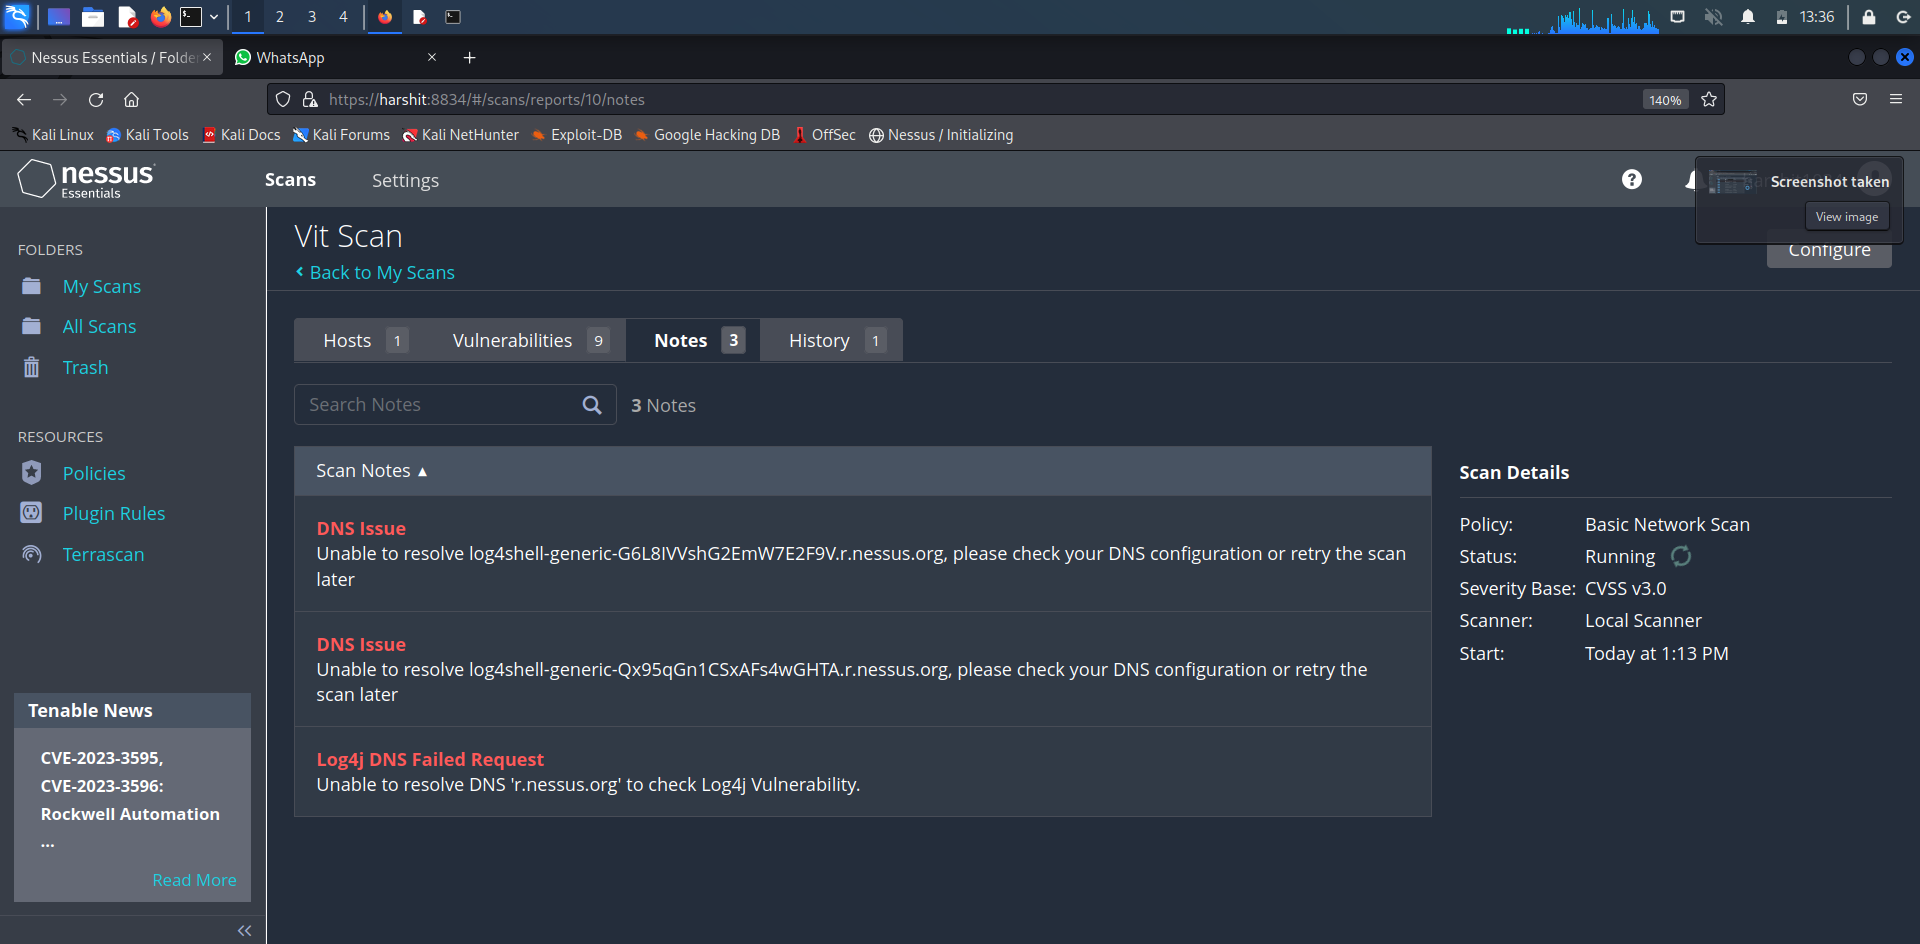 1 2 3 4 13:36
Nessus Essentials / Folde WhatsApp
https://harshit:8834/#/scans/reports/10/notes 140%
Kali Linux Kali Tools Kali Docs Kali Forums Kali NetHunter Exploit-DB Google Hacking DB OffSec Nessus / Initializing
nessus
Essentials
Scans Settings
Screenshot taken
View image
Configure
FOLDERS
My Scans
All Scans
Trash
RESOURCES
Policies
Plugin Rules
Terrascan
Tenable News
CVE-2023-3595,
CVE-2023-3596:
Rockwell Automation
...
Read More
Vit Scan
Back to My Scans
Hosts 1 Vulnerabilities 9 Notes 3 History 1
Search Notes 3 Notes
Scan Notes
DNS Issue
Unable to resolve log4shell-generic-G6L8IVVshG2EmW7E2F9V.r.nessus.org, please check your DNS configuration or retry the scan
later
DNS Issue
Unable to resolve log4shell-generic-Qx95qGn1CSxAFs4wGHTA.r.nessus.org, please check your DNS configuration or retry the
scan later
Log4j DNS Failed Request
Unable to resolve DNS 'r.nessus.org' to check Log4j Vulnerability.
Scan Details
Policy: Basic Network Scan
Status: Running
Severity Base: CVSS v3.0
Scanner: Local Scanner
Start: Today at 1:13 PM